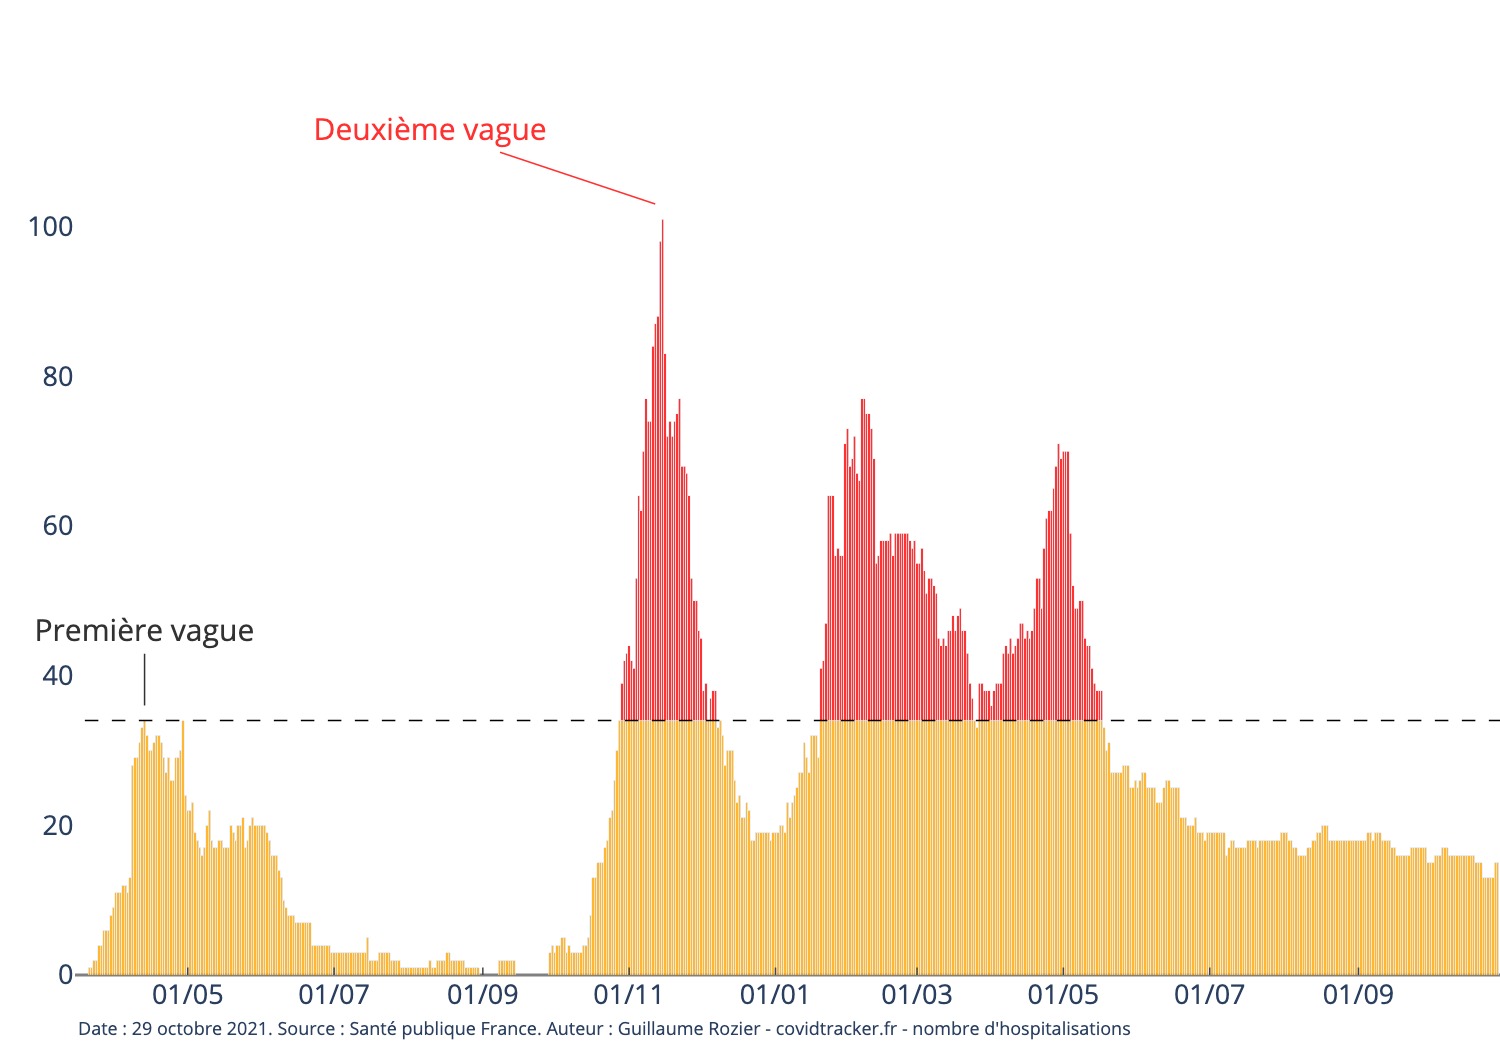 Deuxième vague
100
80
60
Première vague
40
20
0
01/05 01/07 01/09 01/11 01/01 01/03 01/05 01/07 01/09
Date : 29 octobre 2021. Source : Santé publique France. Auteur : Guillaume Rozier - covidtracker.fr - nombre d'hospitalisations